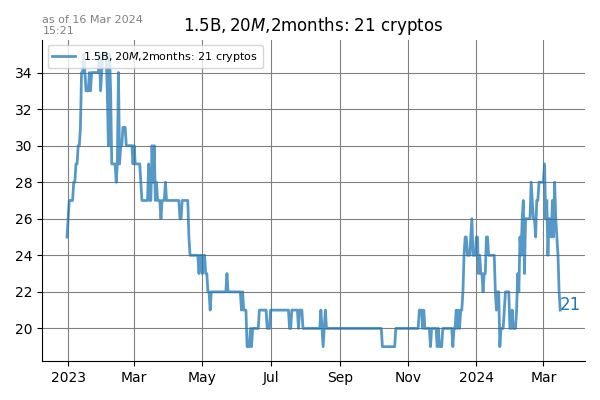 as of 16 Mar 2024
15:21
1.5B, 20M,2months: 21 cryptos
1.5B, 20M,2months: 21 cryptos
34
32
30
28
26
24
22
20
21
2023
Mar
May
Jul
Sep
Nov
2024
Mar